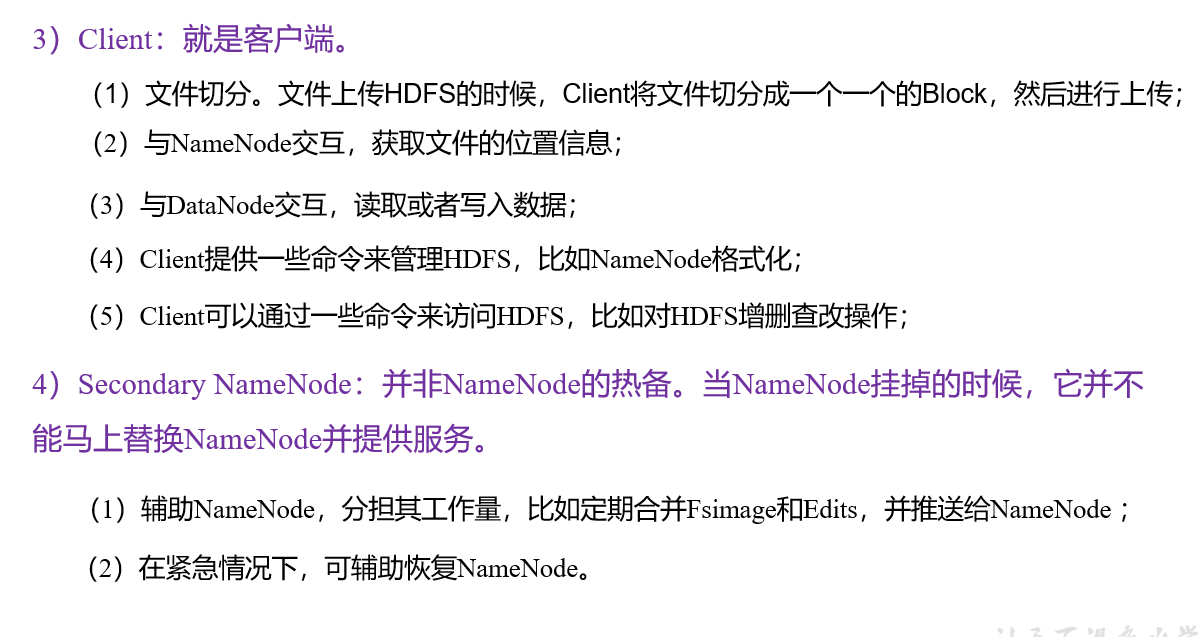 3）Client：就是客户端。
（1）文件切分。文件上传HDFS的时候，Client将文件切分成一个一个的Block，然后进行上传；
（2）与NameNode交互，获取文件的位置信息；
（3）与DataNode交互，读取或者写入数据；
（4）Client提供一些命令来管理HDFS，比如NameNode格式化；
（5）Client可以通过一些命令来访问HDFS，比如对HDFS增删查改操作；
4）Secondary NameNode：并非NameNode的热备。当NameNode挂掉的时候，它并不
能马上替换NameNode并提供服务。
（1）辅助NameNode，分担其工作量，比如定期合并Fsimage和Edits，并推送给NameNode ；
（2）在紧急情况下，可辅助恢复NameNode。